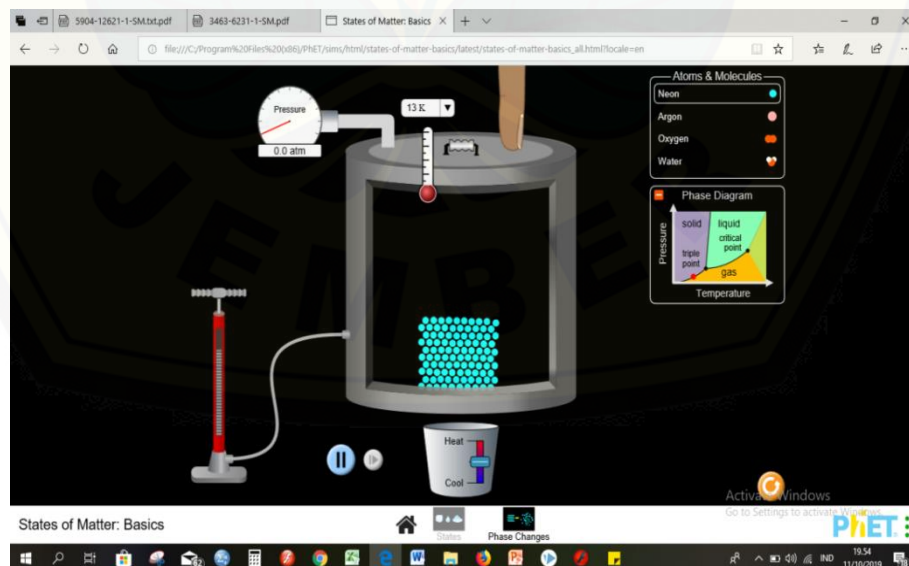 5904-12621-1-SM.txt.pdf
3463-6231-1-SM.pdf
States of Matter: Basics
file:///C:/Program%20Files%20(x86)/PhET/sims/html/states-of-matter-basics/latest/states-of-matter-basics_all.html?locale=en
JEMBER
Pressure
0.0 atm
13 K
Atoms & Molecules
Neon
Argon
Oxygen
Water
Phase Diagram
Pressure
solid
liquid
critical
point
triple
point
gas
Temperature
Heat
Cool
Activate Windows
Go to Settings to activate Windows.
States of Matter: Basics
States
Phase Changes
PhET
IND
19.54
11/10/2019